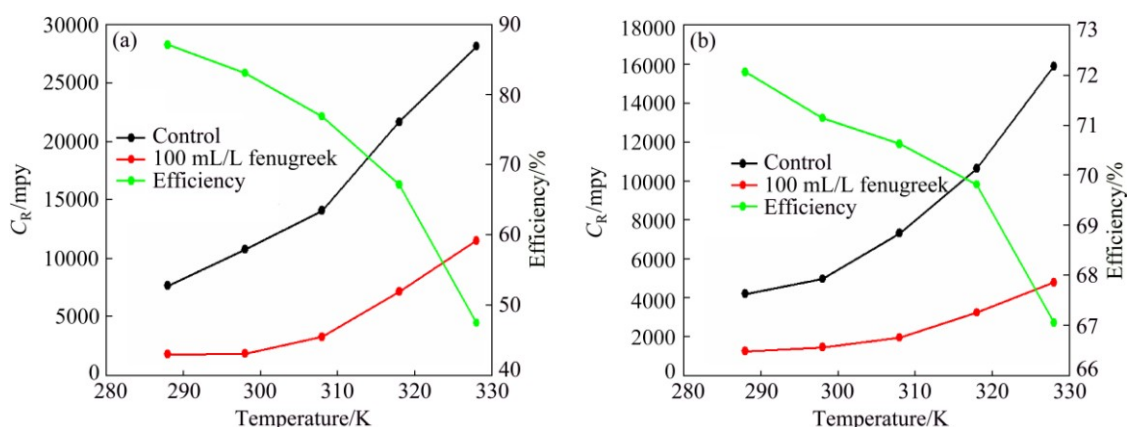 (a)
30000
25000
20000
15000
10000
5000
0
C_R/mpy
Control
100 mL/L fenugreek
Efficiency
90
80
70
60
50
40
Efficiency/%
280 290 300 310 320 330
Temperature/K
(b)
18000
16000
14000
12000
10000
8000
6000
4000
2000
0
C_R/mpy
Control
100 mL/L fenugreek
Efficiency
73
72
71
70
69
68
67
66
Efficiency/%
280 290 300 310 320 330
Temperature/K